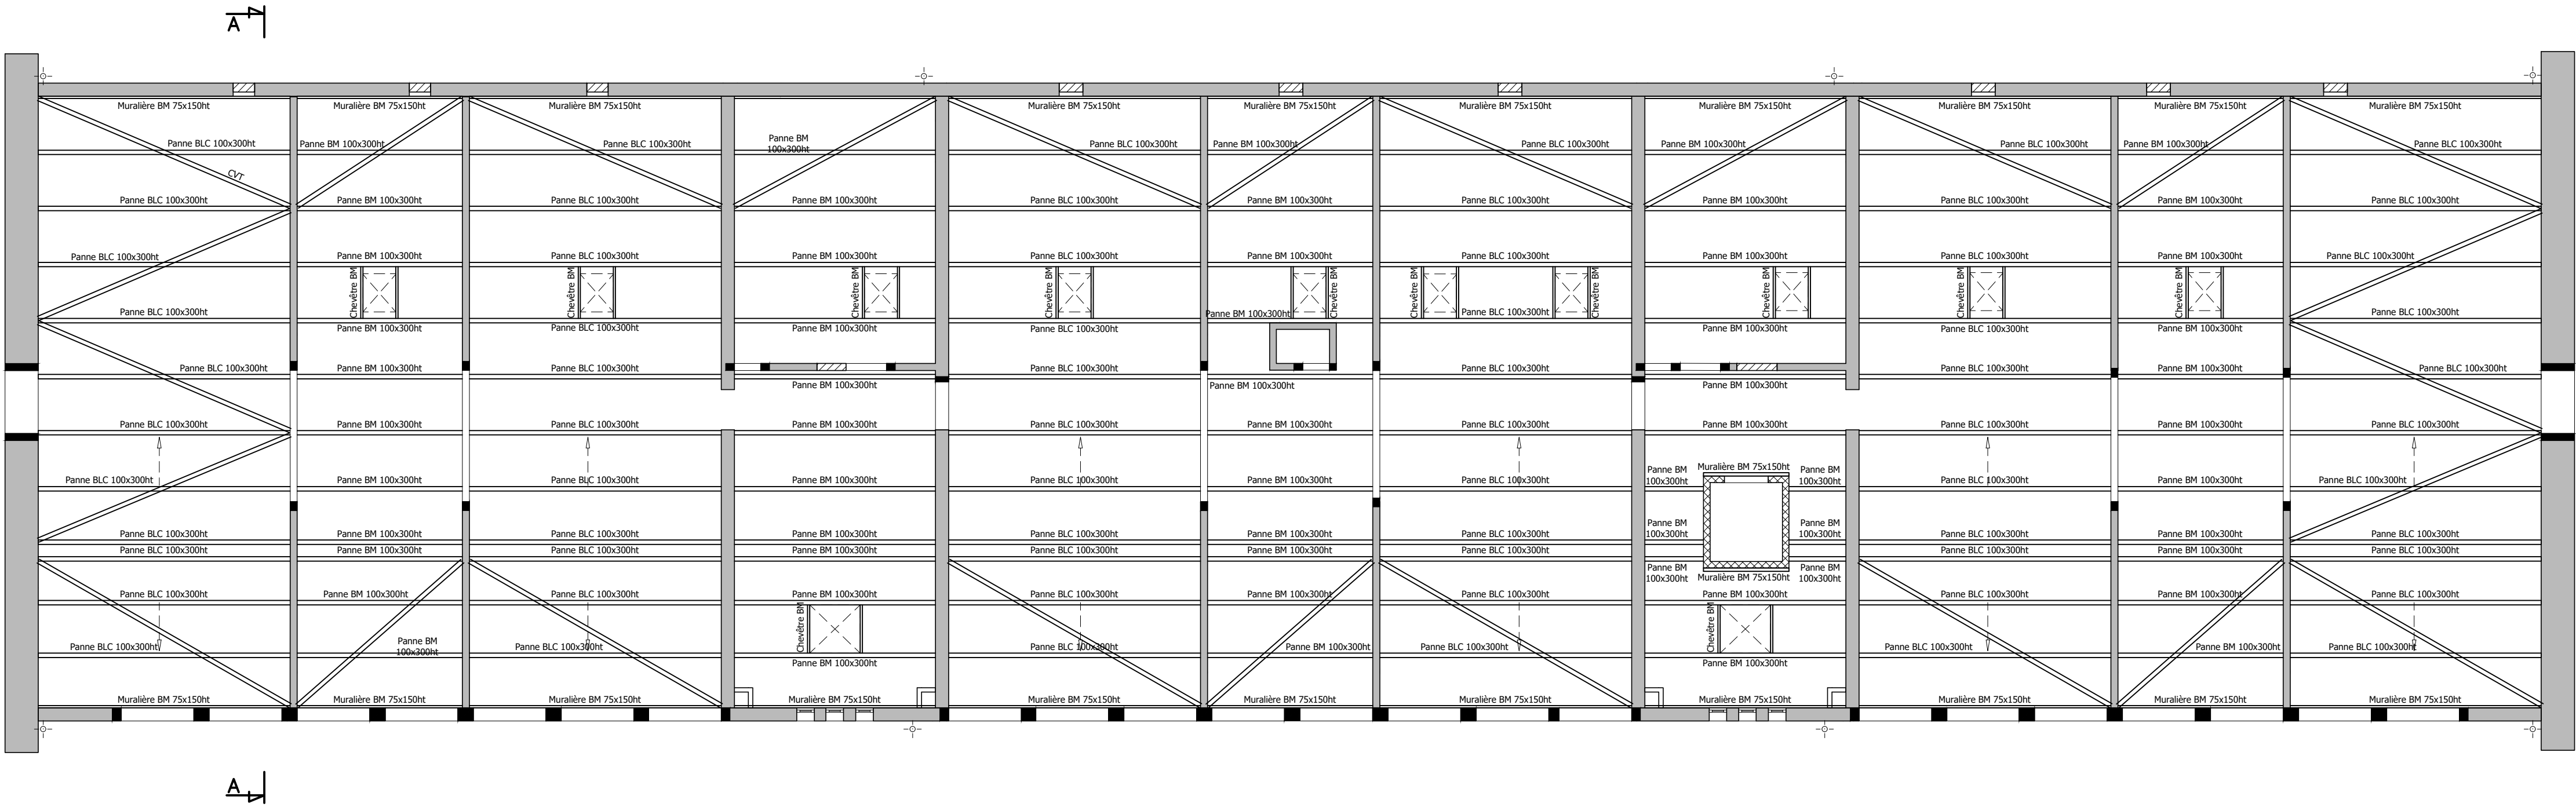 A
Muralière BM 75x150ht Muralière BM 75x150ht Muralière BM 75x150ht Muralière BM 75x150ht Muralière BM 75x150ht Muralière BM 75x150ht Muralière BM 75x150ht Muralière BM 75x150ht Muralière BM 75x150ht Muralière BM 75x150ht
Panne BM
100x300ht
Panne BLC 100x300ht Panne BM 100x300ht Panne BLC 100x300ht Panne BLC 100x300ht Panne BM 100x300ht Panne BLC 100x300ht Panne BM 100x300ht Panne BLC 100x300ht Panne BM 100x300ht Panne BLC 100x300ht
CVT
Panne BLC 100x300ht Panne BM 100x300ht Panne BLC 100x300ht Panne BM 100x300ht Panne BLC 100x300ht Panne BM 100x300ht Panne BLC 100x300ht Panne BM 100x300ht Panne BLC 100x300ht Panne BM 100x300ht Panne BLC 100x300ht
Panne BLC 100x300ht Panne BM 100x300ht Panne BLC 100x300ht Panne BM 100x300ht Panne BLC 100x300ht Panne BM 100x300ht Panne BLC 100x300ht Panne BM 100x300ht Panne BLC 100x300ht Panne BM 100x300ht Panne BLC 100x300ht
Chevêtre BM Chevêtre BM Chevêtre BM Chevêtre BM Chevêtre BM Chevêtre BM Chevêtre BM Chevêtre BM Chevêtre BM Chevêtre BM
Panne BLC 100x300ht Panne BM 100x300ht Panne BLC 100x300ht Panne BM 100x300ht Panne BLC 100x300ht Panne BM 100x300ht Panne BLC 100x300ht Panne BM 100x300ht Panne BLC 100x300ht Panne BM 100x300ht Panne BLC 100x300ht
Panne BLC 100x300ht Panne BM 100x300ht Panne BLC 100x300ht Panne BM 100x300ht Panne BLC 100x300ht Panne BM 100x300ht Panne BLC 100x300ht Panne BM 100x300ht Panne BLC 100x300ht Panne BM 100x300ht Panne BLC 100x300ht
Panne BLC 100x300ht Panne BM 100x300ht Panne BLC 100x300ht Panne BM 100x300ht Panne BLC 100x300ht Panne BM 100x300ht Panne BLC 100x300ht Panne BM 100x300ht Panne BLC 100x300ht Panne BM 100x300ht Panne BLC 100x300ht
Panne BM Muralière BM 75x150ht Panne BM
100x300ht 100x300ht
Panne BLC 100x300ht Panne BM 100x300ht Panne BLC 100x300ht Panne BM 100x300ht Panne BLC 100x300ht Panne BM 100x300ht Panne BLC 100x300ht Panne BLC 100x300ht Panne BM 100x300ht Panne BLC 100x300ht
Panne BM Panne BM
100x300ht 100x300ht
Panne BLC 100x300ht Panne BM 100x300ht Panne BLC 100x300ht Panne BM 100x300ht Panne BLC 100x300ht Panne BM 100x300ht Panne BLC 100x300ht Panne BLC 100x300ht Panne BM 100x300ht Panne BLC 100x300ht
Panne BLC 100x300ht Panne BM 100x300ht Panne BLC 100x300ht Panne BM 100x300ht Panne BLC 100x300ht Panne BM 100x300ht Panne BLC 100x300ht Panne BLC 100x300ht Panne BM 100x300ht Panne BLC 100x300ht
Panne BM Panne BM
100x300ht Muralière BM 75x150ht 100x300ht
Panne BLC 100x300ht Panne BM 100x300ht Panne BLC 100x300ht Panne BM 100x300ht Panne BLC 100x300ht Panne BM 100x300ht Panne BLC 100x300ht Panne BM 100x300ht Panne BLC 100x300ht Panne BM 100x300ht Panne BLC 100x300ht
Chevêtre BM Chevêtre BM
Panne BM
100x300ht
Panne BLC 100x300ht Panne BLC 100x300ht Panne BM 100x300ht Panne BLC 100x300ht Panne BM 100x300ht Panne BLC 100x300ht Panne BM 100x300ht Panne BLC 100x300ht Panne BM 100x300ht Panne BLC 100x300ht
Muralière BM 75x150ht Muralière BM 75x150ht Muralière BM 75x150ht Muralière BM 75x150ht Muralière BM 75x150ht Muralière BM 75x150ht Muralière BM 75x150ht Muralière BM 75x150ht Muralière BM 75x150ht Muralière BM 75x150ht Muralière BM 75x150ht
A